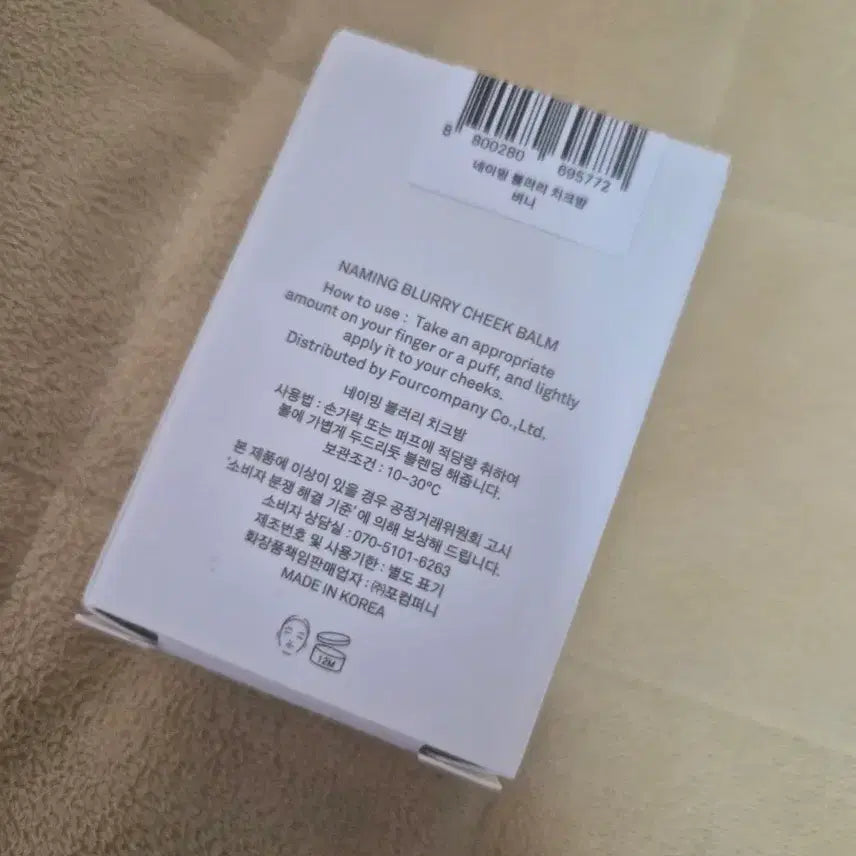 8 800280 695772
네이밍 블러리 치크밤
버니
NAMING BLURRY CHEEK BALM
How to use : Take an appropriate
amount on your finger or a puff, and lightly
apply it to your cheeks.
Distributed by Fourcompany Co.,Ltd.
네이밍 블러리 치크밤
사용법 : 손가락 또는 퍼프에 적당량 취하여
볼에 가볍게 두드리듯 블렌딩 해줍니다.
보관조건 : 10~30°C
본 제품에 이상이 있을 경우 공정거래위원회 고시
'소비자 분쟁 해결 기준'에 의해 보상해 드립니다.
소비자 상담실 : 070-5101-6263
제조번호 및 사용기한 : 별도 표기
화장품책임판매업자 : ㈜포컴퍼니
MADE IN KOREA
12M